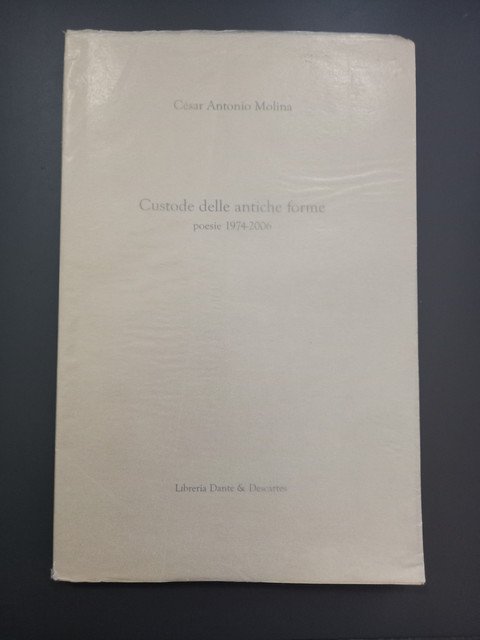 César Antonio Molina
Custode delle antiche forme
poesie 1974-2006
Libreria Dante & Descartes